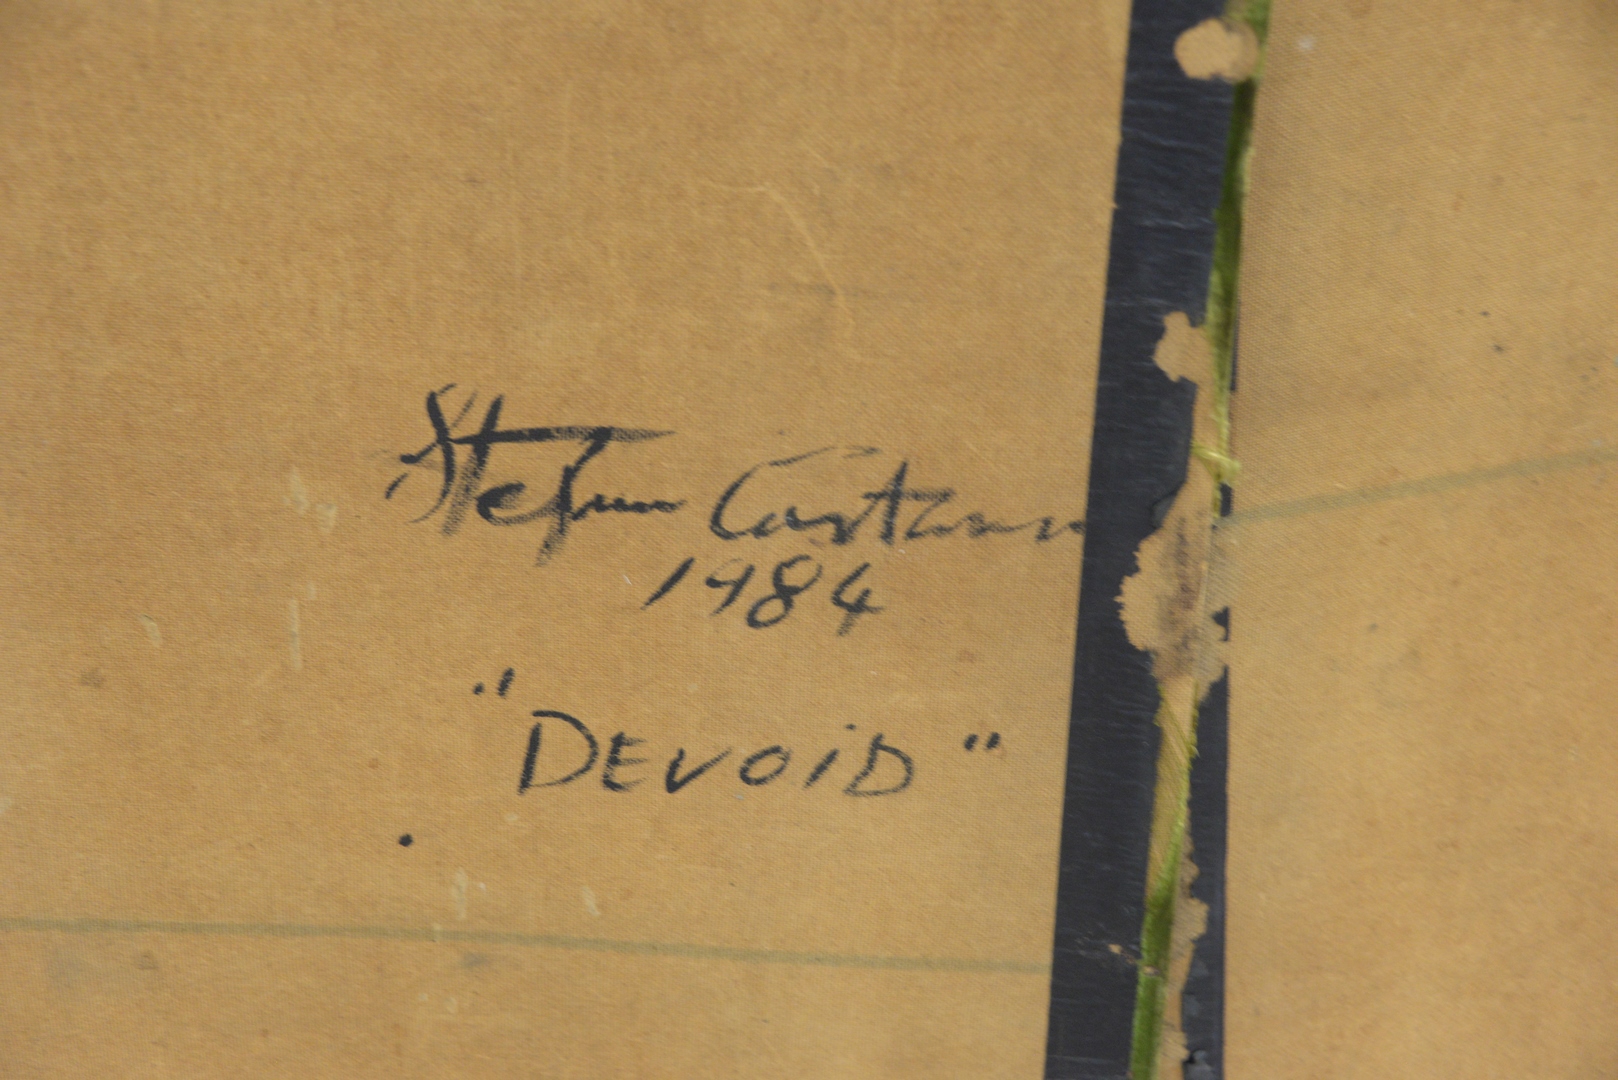 Stefan
1984
"DEVOiD"